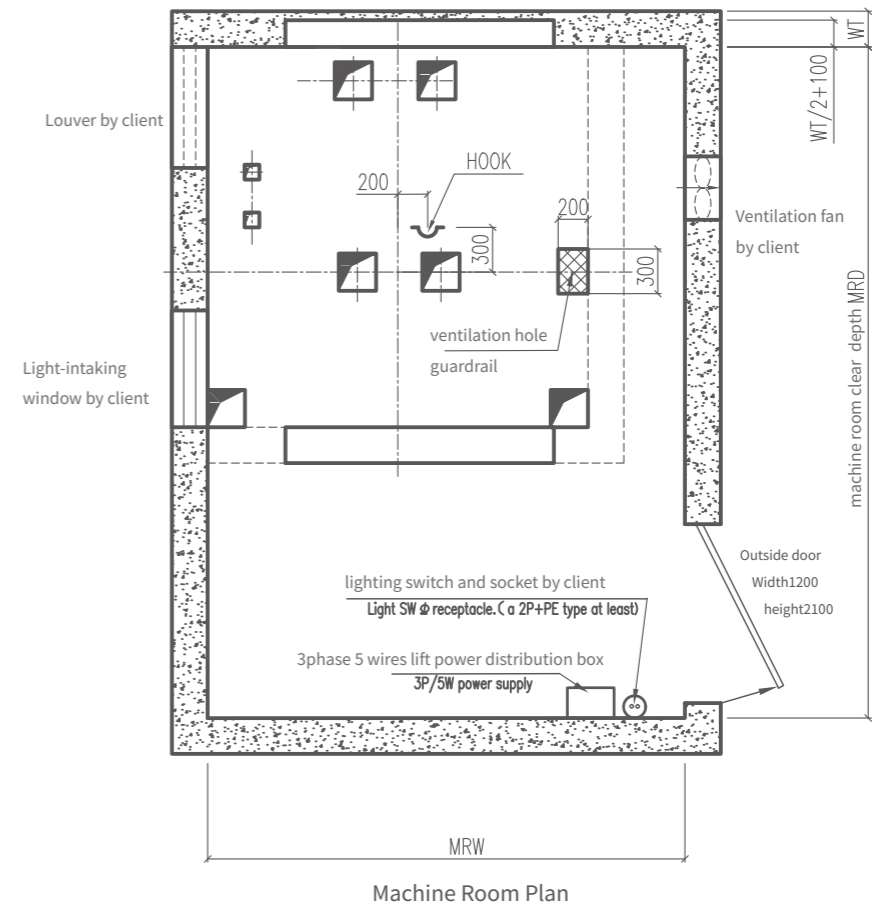 WT
WT/2+100
Louver by client
HOOK
200
200
300
300
Ventilation fan
by client
ventilation hole
guardrail
Light-intaking
window by client
machine room clear depth MRD
Outside door
Width1200
height2100
lighting switch and socket by client
Light SW & receptacle.( a 2P+PE type at least)
3phase 5 wires lift power distribution box
3P/5W power supply
MRW
Machine Room Plan